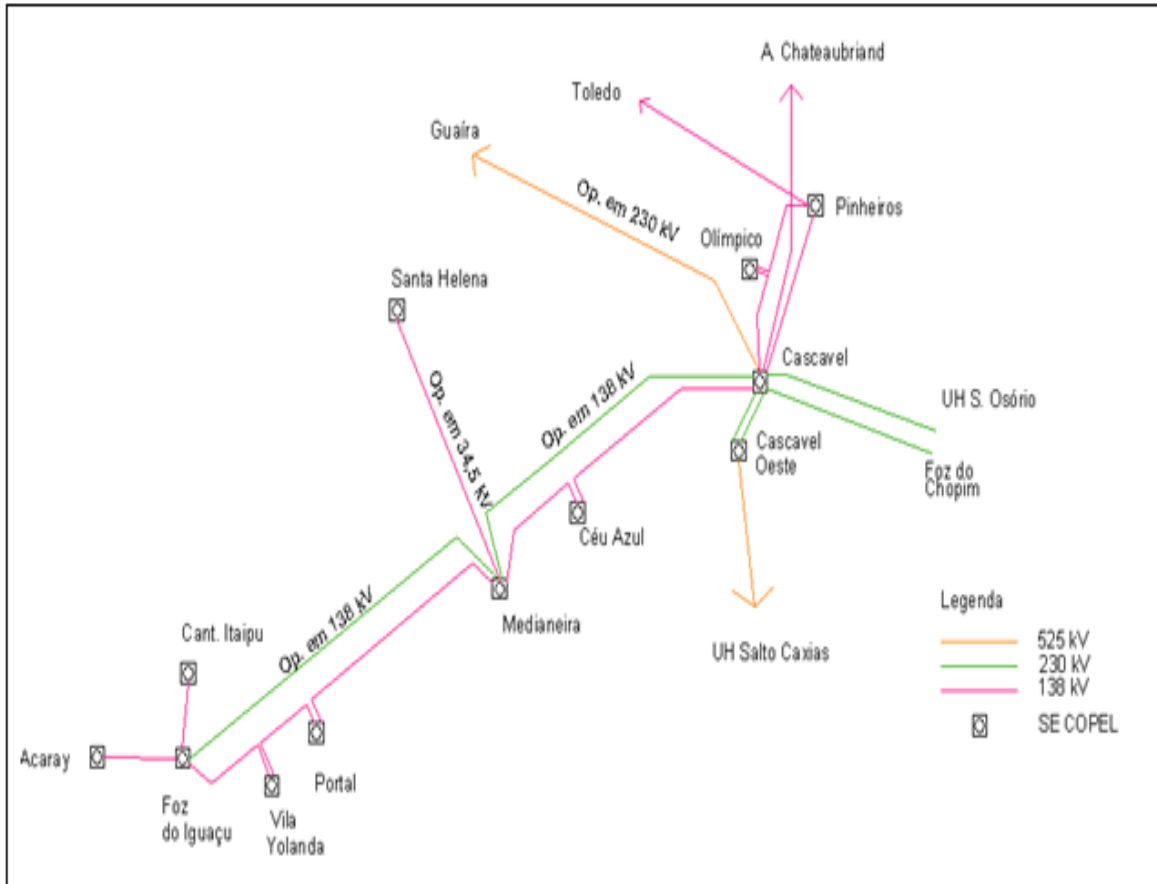 A. Chateaubriand
Toledo
Guaíra
Op. em 230 kV
Pinheiros
Olímpico
Santa Helena
Cascavel
Op. em 138 kV
Op. em 34,5 kV
UH S. Osório
Cascavel
Oeste
Foz do
Chopim
Céu Azul
Medianeira
Op. em 138 kV
Cant. Itaipu
UH Salto Caxias
Legenda
525 kV
230 kV
138 kV
SE COPEL
Acaray
Portal
Foz
do Iguaçu
Vila
Yolanda